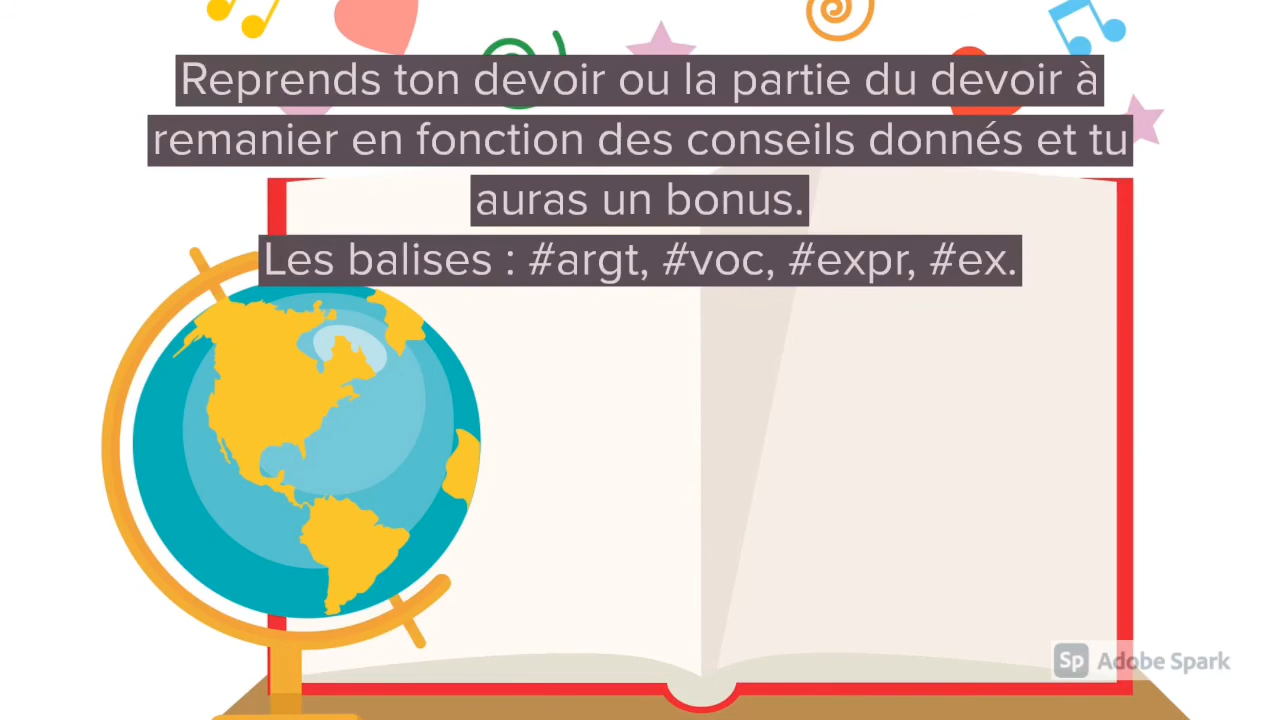 Reprends ton devoir ou la partie du devoir à
remanier en fonction des conseils donnés et tu
auras un bonus.
Les balises : #argt, #voc, #expr, #ex.
Sp Adobe Spark